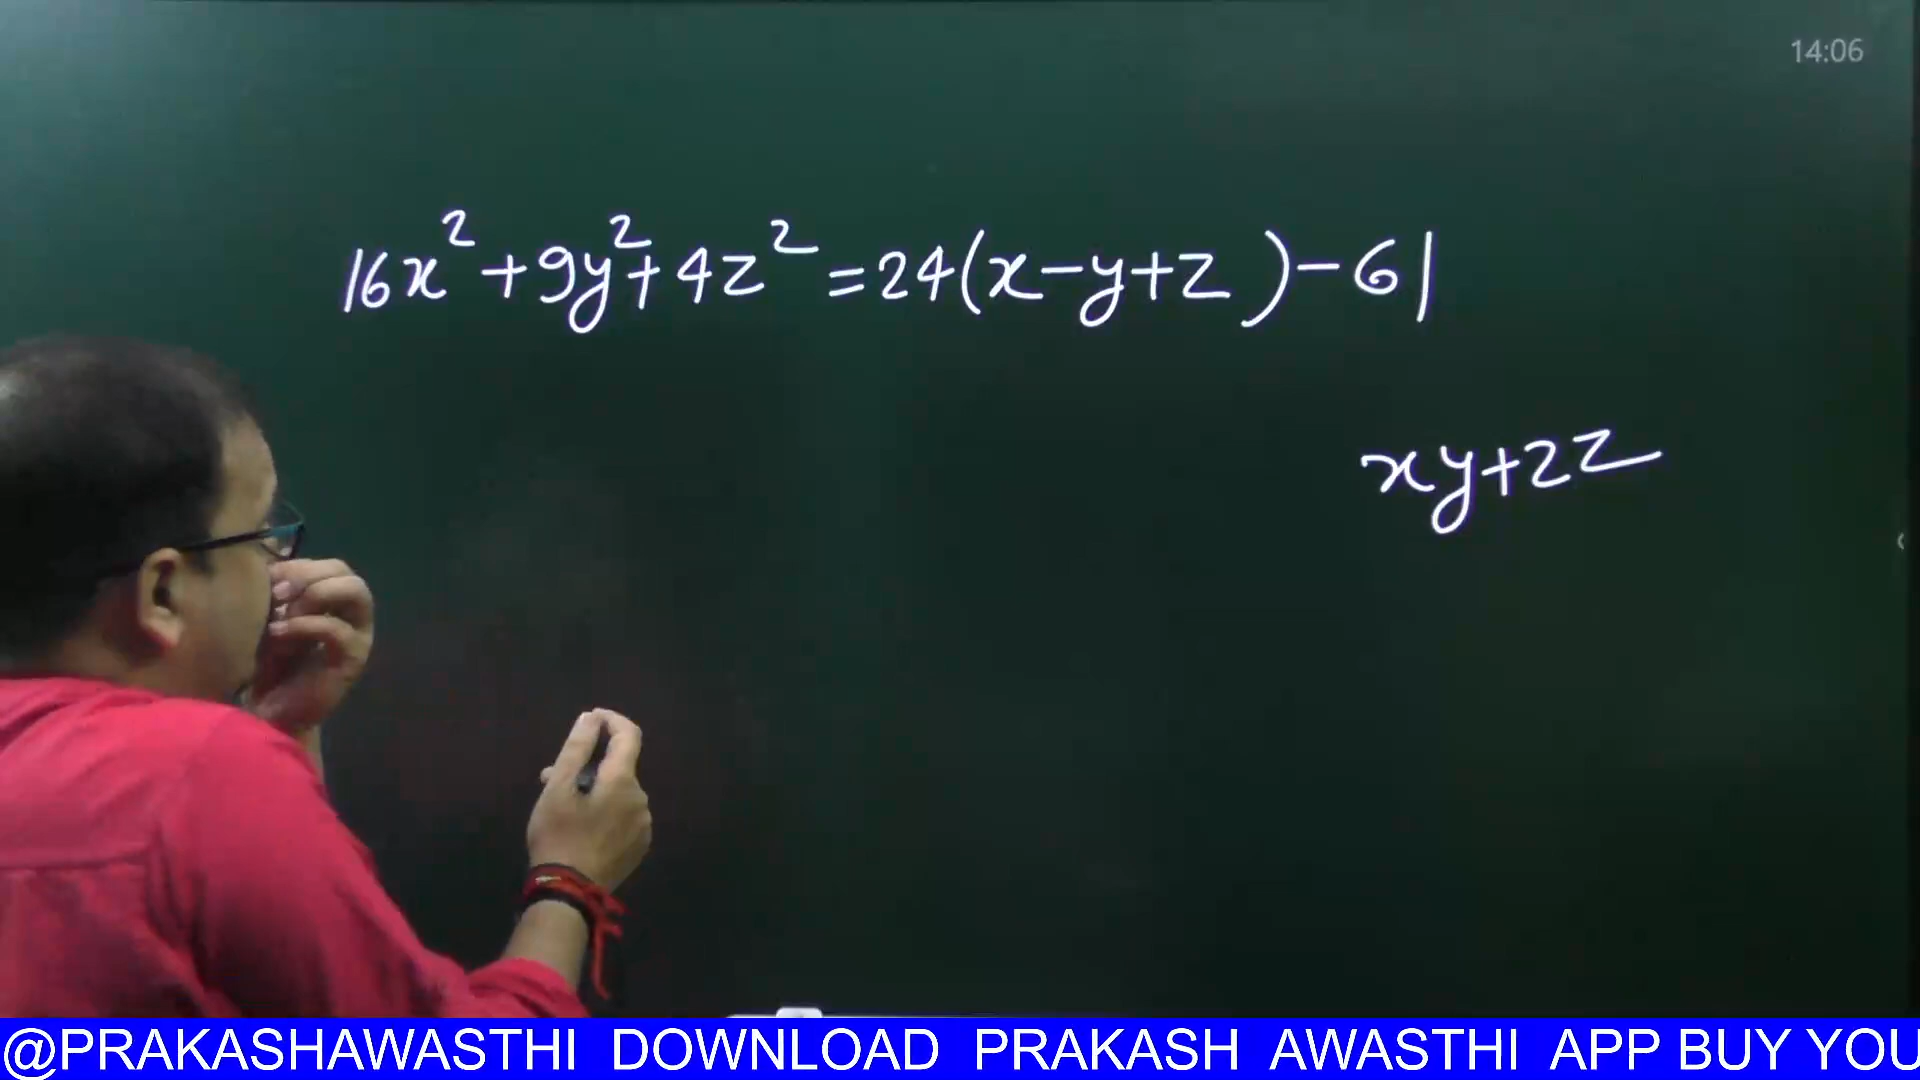 14:06
16x²+9y²+4z²=24(x-y+z)-61
xy+2z
@PRAKASHAWASTHI DOWNLOAD PRAKASH AWASTHI APP BUY YOU